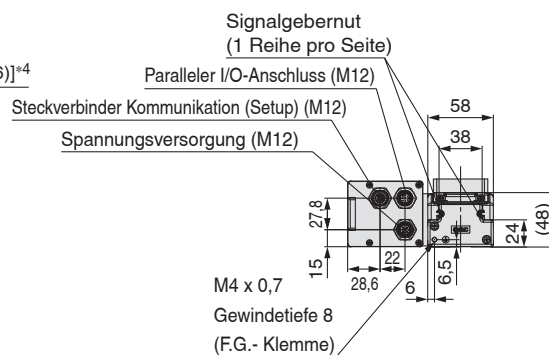 Signalgebernut
(1 Reihe pro Seite)
6)]*4
Paralleler I/O-Anschluss (M12)
58
Steckverbinder Kommunikation (Setup) (M12)
38
Spannungsversorgung (M12)
27,8
15
28,6
22
6
6,5
24
(48)
M4 x 0,7
Gewindetiefe 8
(F.G.- Klemme)